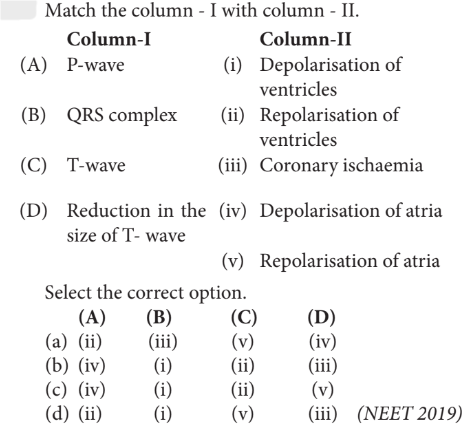 Match the column - I with column - II.
Column-I Column-II
(A) P-wave (i) Depolarisation of
ventricles
(B) QRS complex (ii) Repolarisation of
ventricles
(C) T-wave (iii) Coronary ischaemia
(D) Reduction in the (iv) Depolarisation of atria
size of T- wave
(v) Repolarisation of atria
Select the correct option.
(A) (B) (C) (D)
(a) (ii) (iii) (v) (iv)
(b) (iv) (i) (ii) (iii)
(c) (iv) (i) (ii) (v)
(d) (ii) (i) (v) (iii) (NEET 2019)